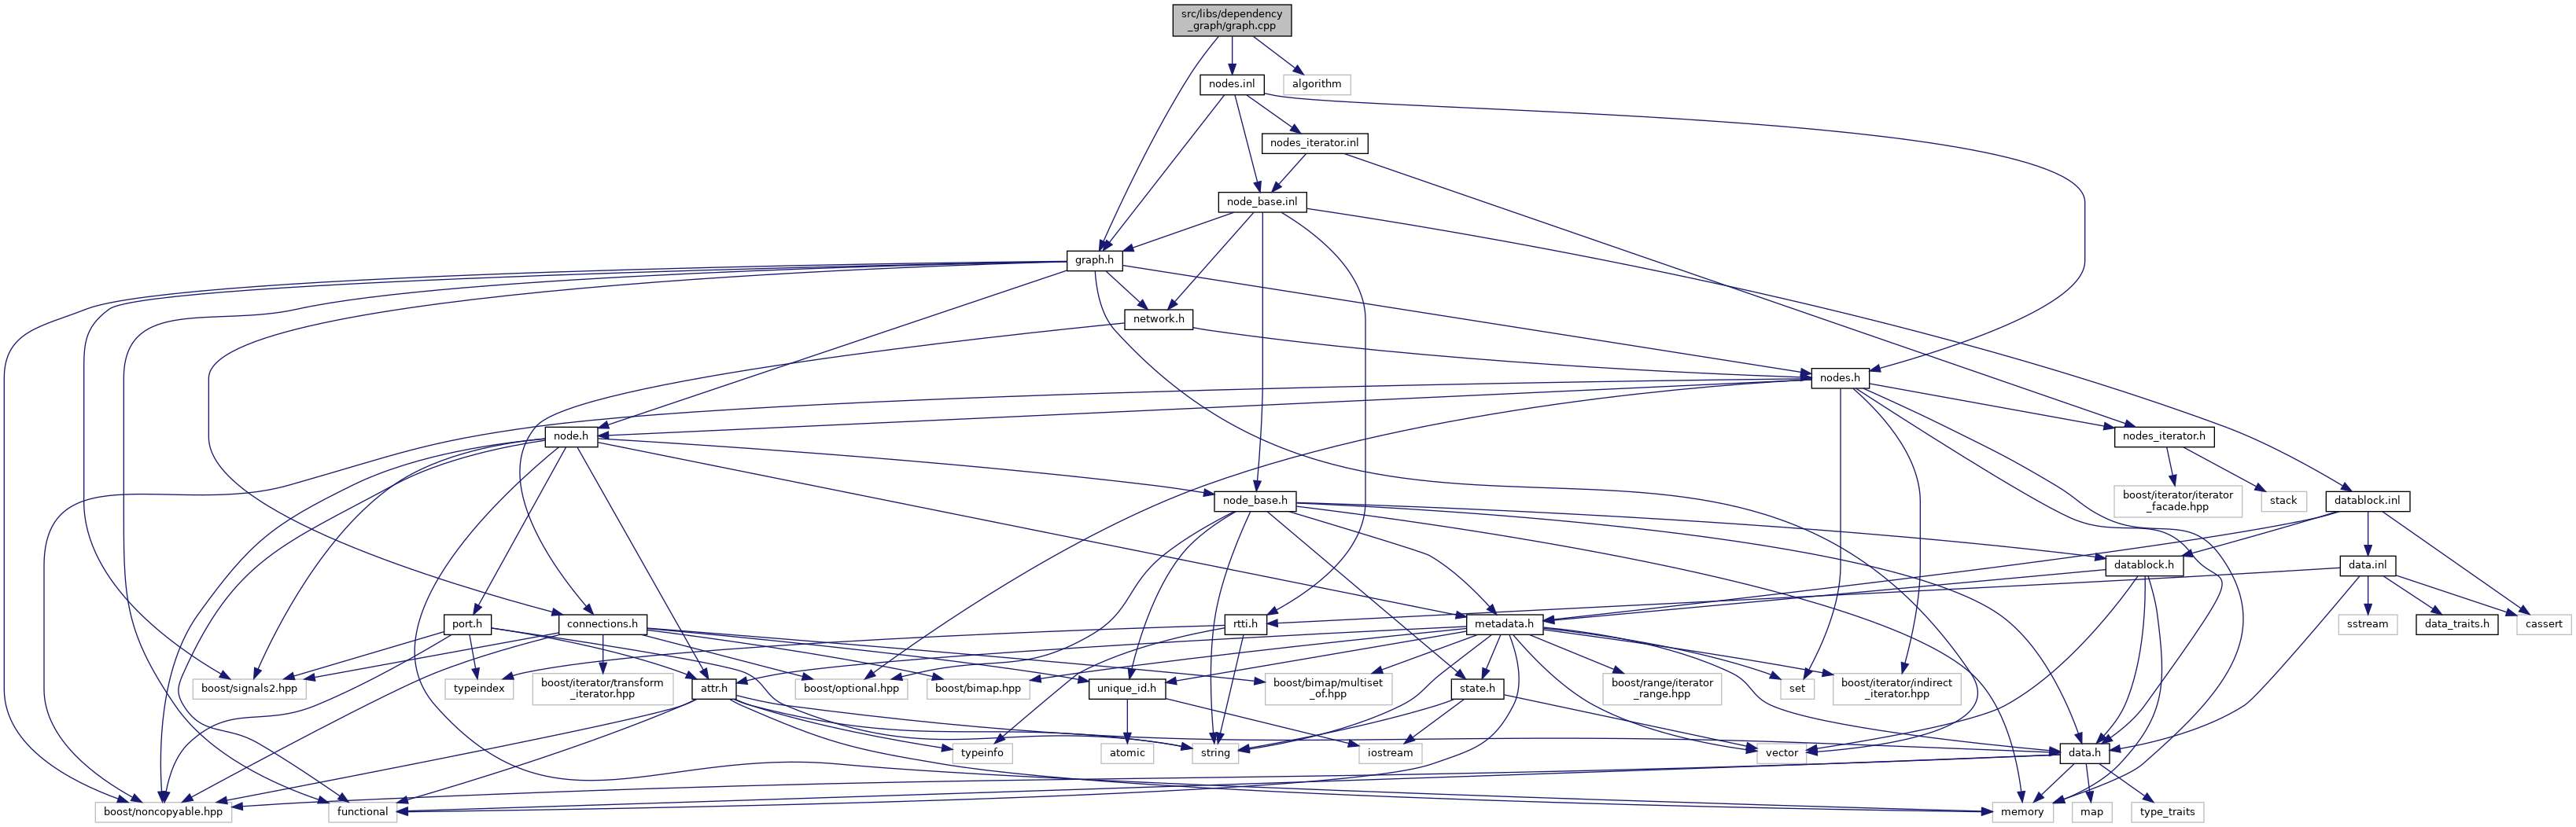 src/libs/dependency
_graph/graph.cpp
nodes.inl
algorithm
nodes_iterator.inl
node_base.inl
graph.h
network.h
nodes.h
node.h
nodes_iterator.h
node_base.h
boost/iterator/iterator
_facade.hpp
stack
datablock.inl
datablock.h
data.inl
port.h
connections.h
rtti.h
metadata.h
sstream
data_traits.h
cassert
boost/signals2.hpp
typeindex
boost/iterator/transform
_iterator.hpp
attr.h
boost/optional.hpp
boost/bimap.hpp
unique_id.h
boost/bimap/multiset
_of.hpp
state.h
boost/range/iterator
_range.hpp
set
boost/iterator/indirect
_iterator.hpp
typeinfo
atomic
string
iostream
vector
data.h
boost/noncopyable.hpp
functional
memory
map
type_traits